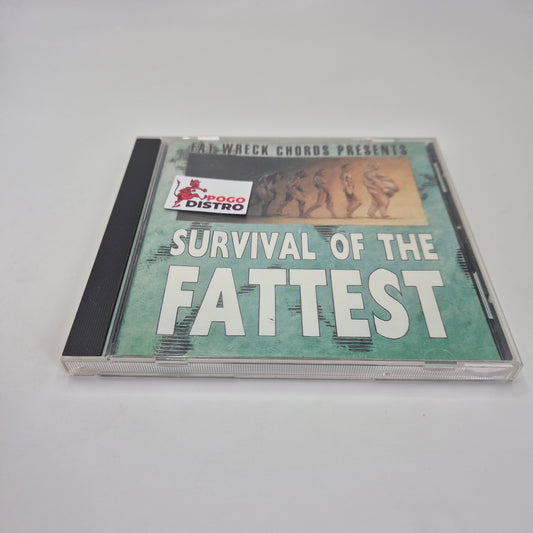 FAT WRECK CHORDS PRESENTS
POGO
DISTRO
SURVIVAL OF THE
FATTEST